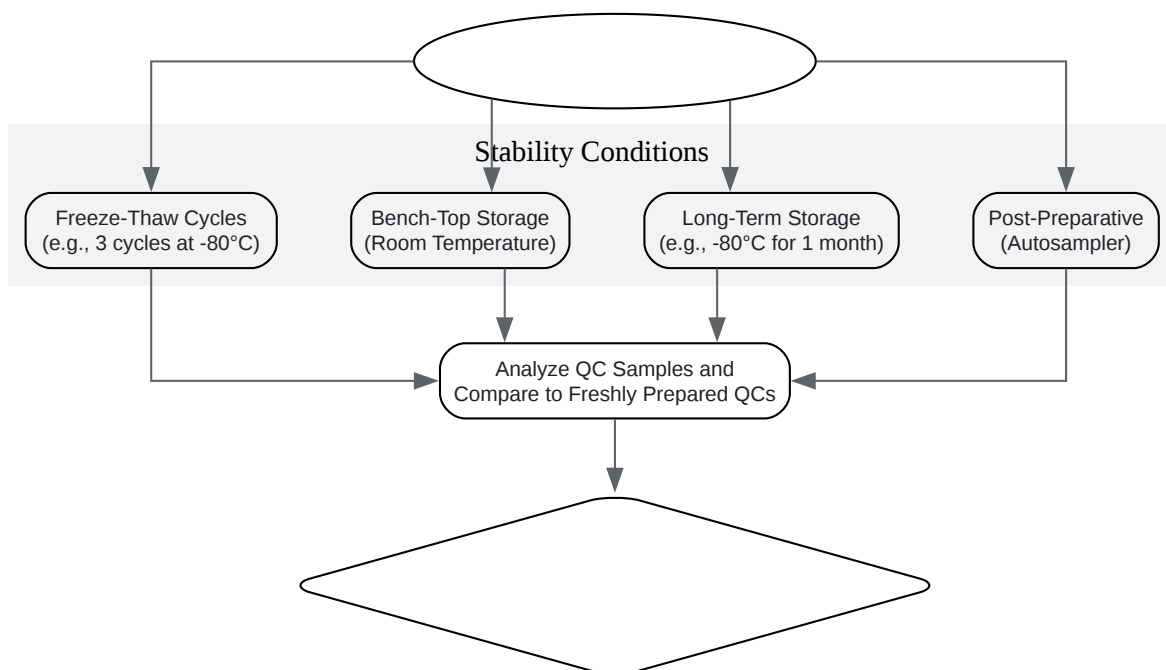 Stability Conditions
Freeze-Thaw Cycles
(e.g., 3 cycles at -80°C)
Bench-Top Storage
(Room Temperature)
Long-Term Storage
(e.g., -80°C for 1 month)
Post-Preparative
(Autosampler)
Analyze QC Samples and
Compare to Freshly Prepared QCs